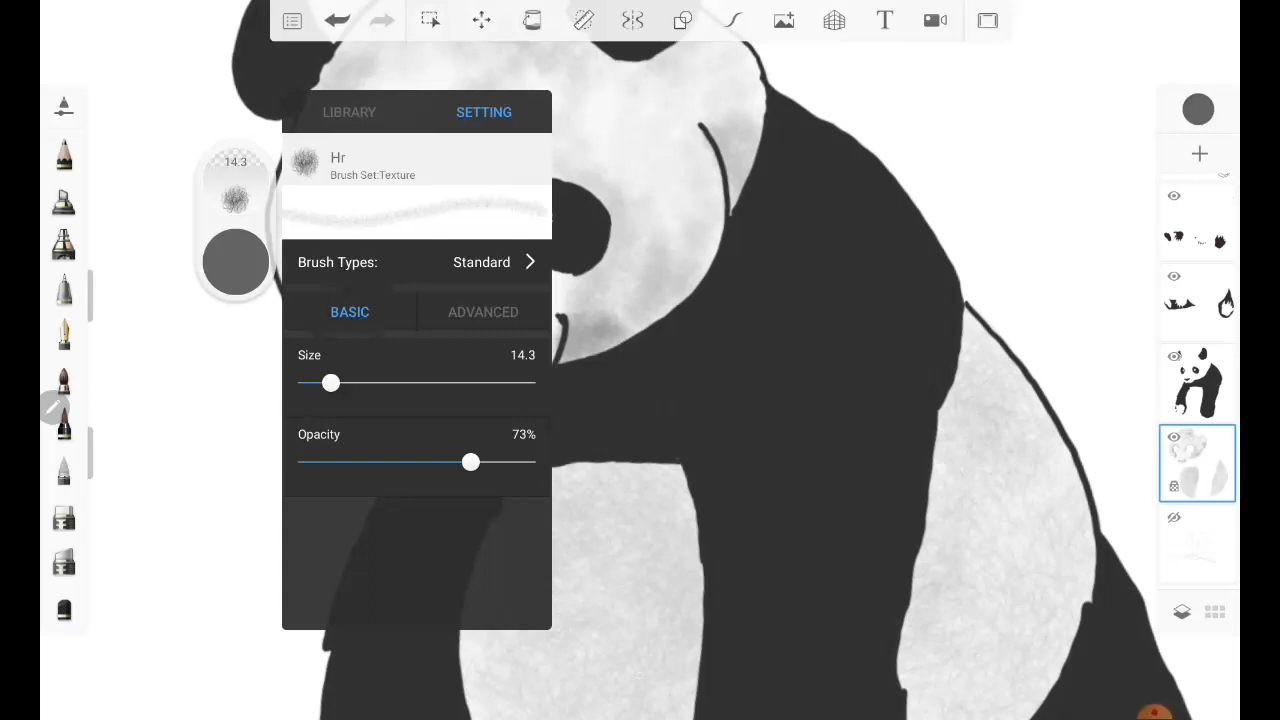 T
LIBRARY SETTING
14.3
Hr
Brush Set:Texture
Brush Types: Standard
BASIC ADVANCED
Size 14.3
Opacity 73%